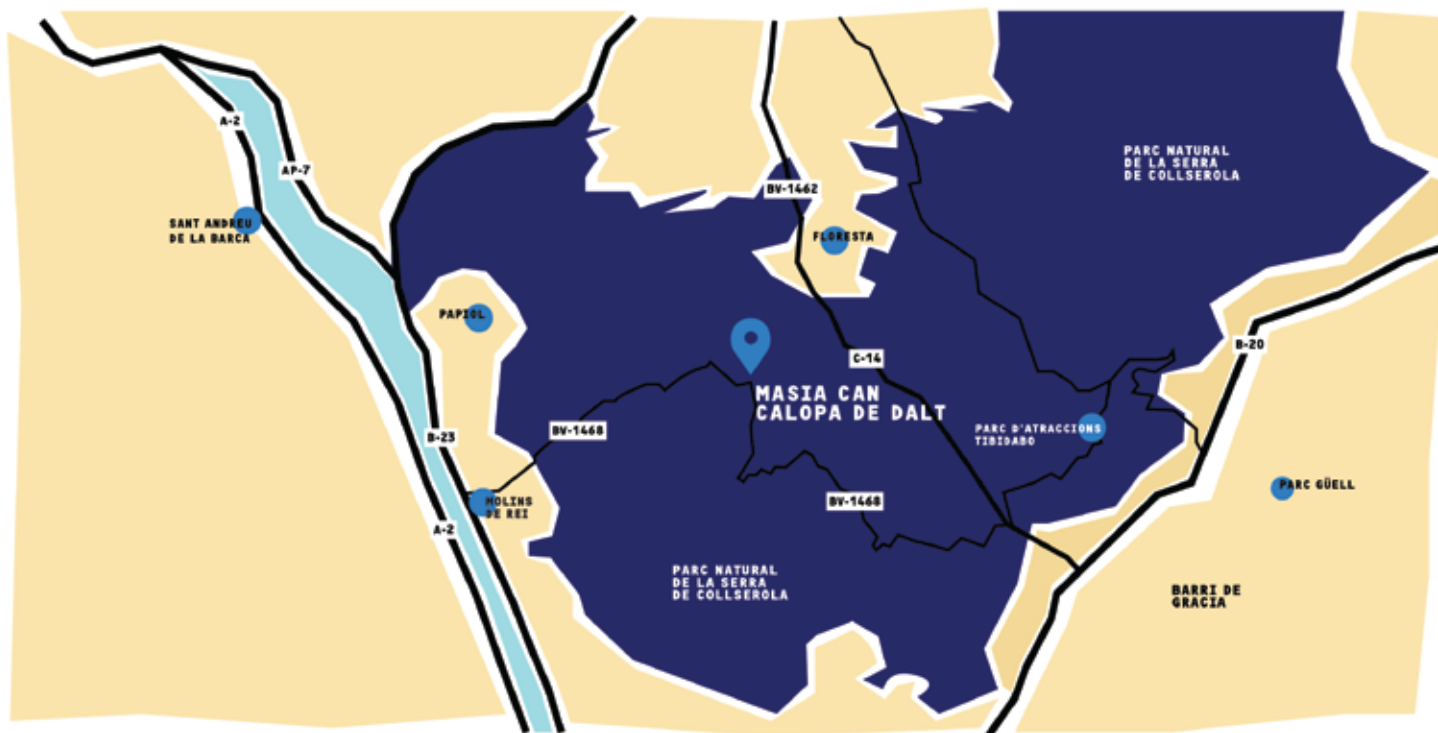 A-2
AP-7
SANT ANDREU
DE LA BARCA
BV-1462
FLORESTA
PARC NATURAL
DE LA SERRA
DE COLLSEROLA
PAPIOL
MASIA CAN
CALOPA DE DALT
C-14
B-20
B-23
BV-1468
PARC D'ATRACCIONS
TIBIDABO
MOLINS
DE REI
A-2
BV-1468
PARC GÜELL
PARC NATURAL
DE LA SERRA
DE COLLSEROLA
BARRI DE
GRACIA